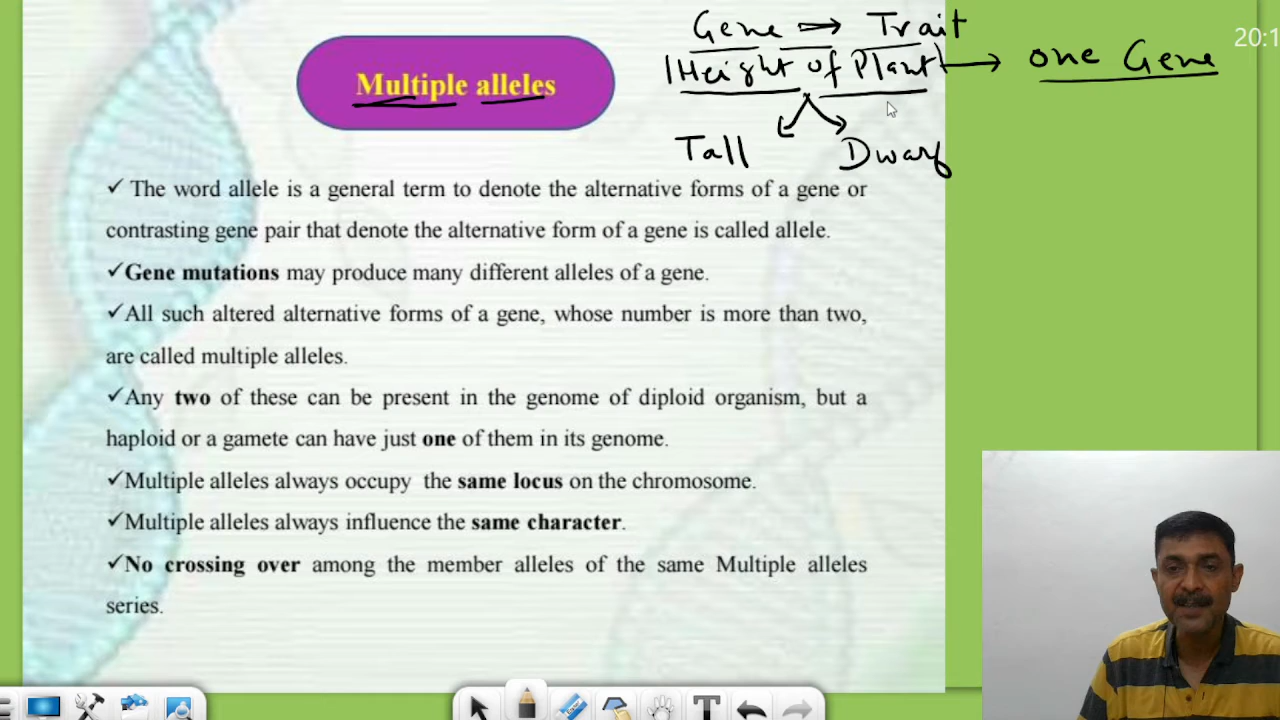 Gene → Trait
Height of Plant → one Gene
20:1
Multiple alleles
Tall Dwarf
✓ The word allele is a general term to denote the alternative forms of a gene or
contrasting gene pair that denote the alternative form of a gene is called allele.
✓Gene mutations may produce many different alleles of a gene.
✓All such altered alternative forms of a gene, whose number is more than two,
are called multiple alleles.
✓Any two of these can be present in the genome of diploid organism, but a
haploid or a gamete can have just one of them in its genome.
✓Multiple alleles always occupy the same locus on the chromosome.
✓Multiple alleles always influence the same character.
✓No crossing over among the member alleles of the same Multiple alleles
series.